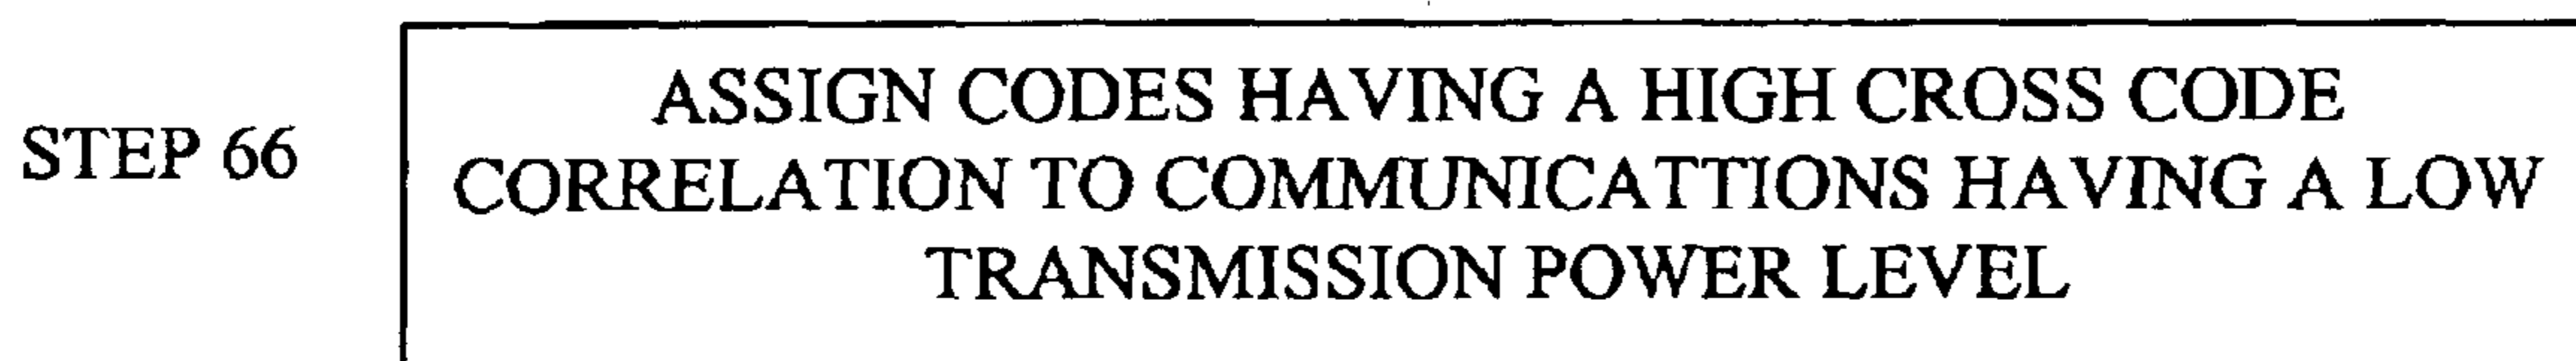 ASSIGN CODES HAVING A HIGH CROSS CODE
STEP 66
CORRELATION TO COMMUNICATTIONS HAVING A LOW
TRANSMISSION POWER LEVEL